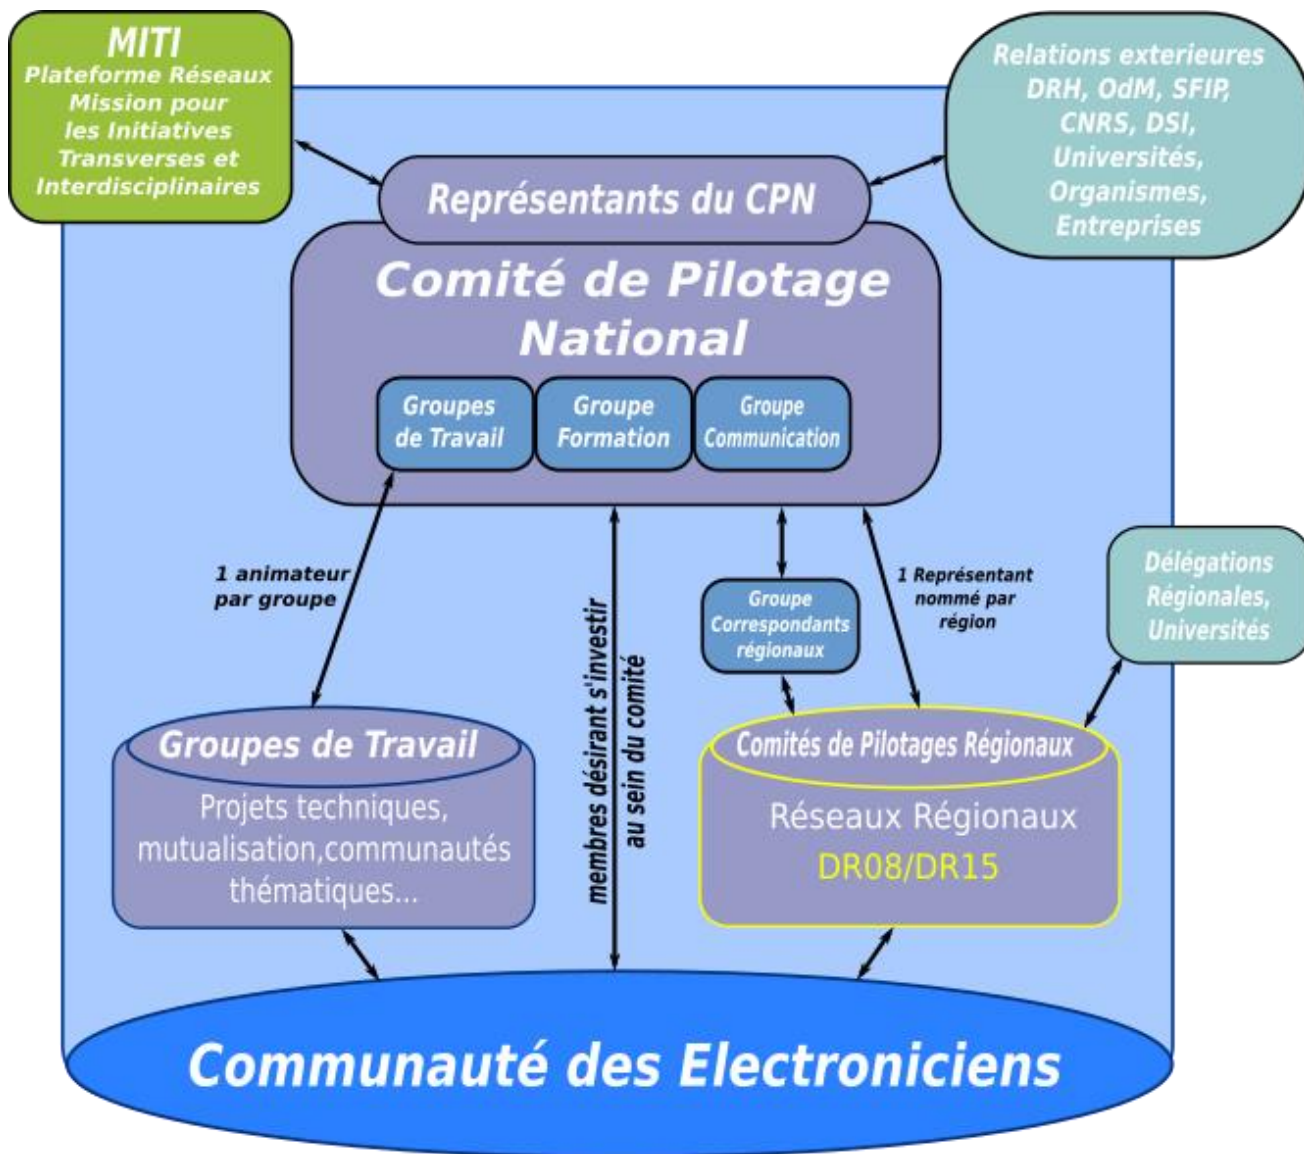 MITI
Plateforme Réseaux
Mission pour
les Initiatives
Transverses et
Interdisciplinaires
Relations exterieures
DRH, OdM, SFIP,
CNRS, DSI,
Universités,
Organismes,
Entreprises
Représentants du CPN
Comité de Pilotage
National
Groupes
de Travail
Groupe
Formation
Groupe
Communication
1 animateur
par groupe
membres désirant s'investir
au sein du comité
Groupe
Correspondants
régionaux
1 Représentant
nommé par
région
Délégations
Régionales,
Universités
Groupes de Travail
Projets techniques,
mutualisation,communautés
thématiques...
Comités de Pilotages Régionaux
Réseaux Régionaux
DR08/DR15
Communauté des Electroniciens